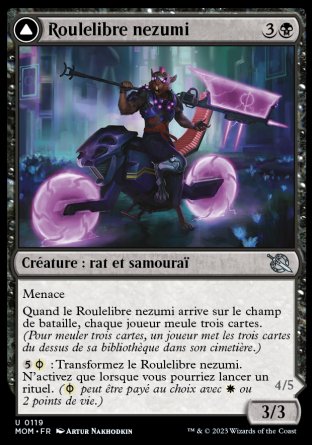 Roulelibre nezumi 3
Créature : rat et samouraï
Menace
Quand le Roulelibre nezumi arrive sur le champ
de bataille, chaque joueur meule trois cartes.
(Pour meuler trois cartes, un joueur met les trois cartes
du dessus de sa bibliothèque dans son cimetière.)
5 : Transformez le Roulelibre nezumi.
N'activez que lorsque vous pourriez lancer un
rituel. ( peut être payé au choix avec ou
2 points de vie.)
4/5
3/3
U 0119
MOM • FR Artur Nakhodkin
™ & © 2023 Wizards of the Coast